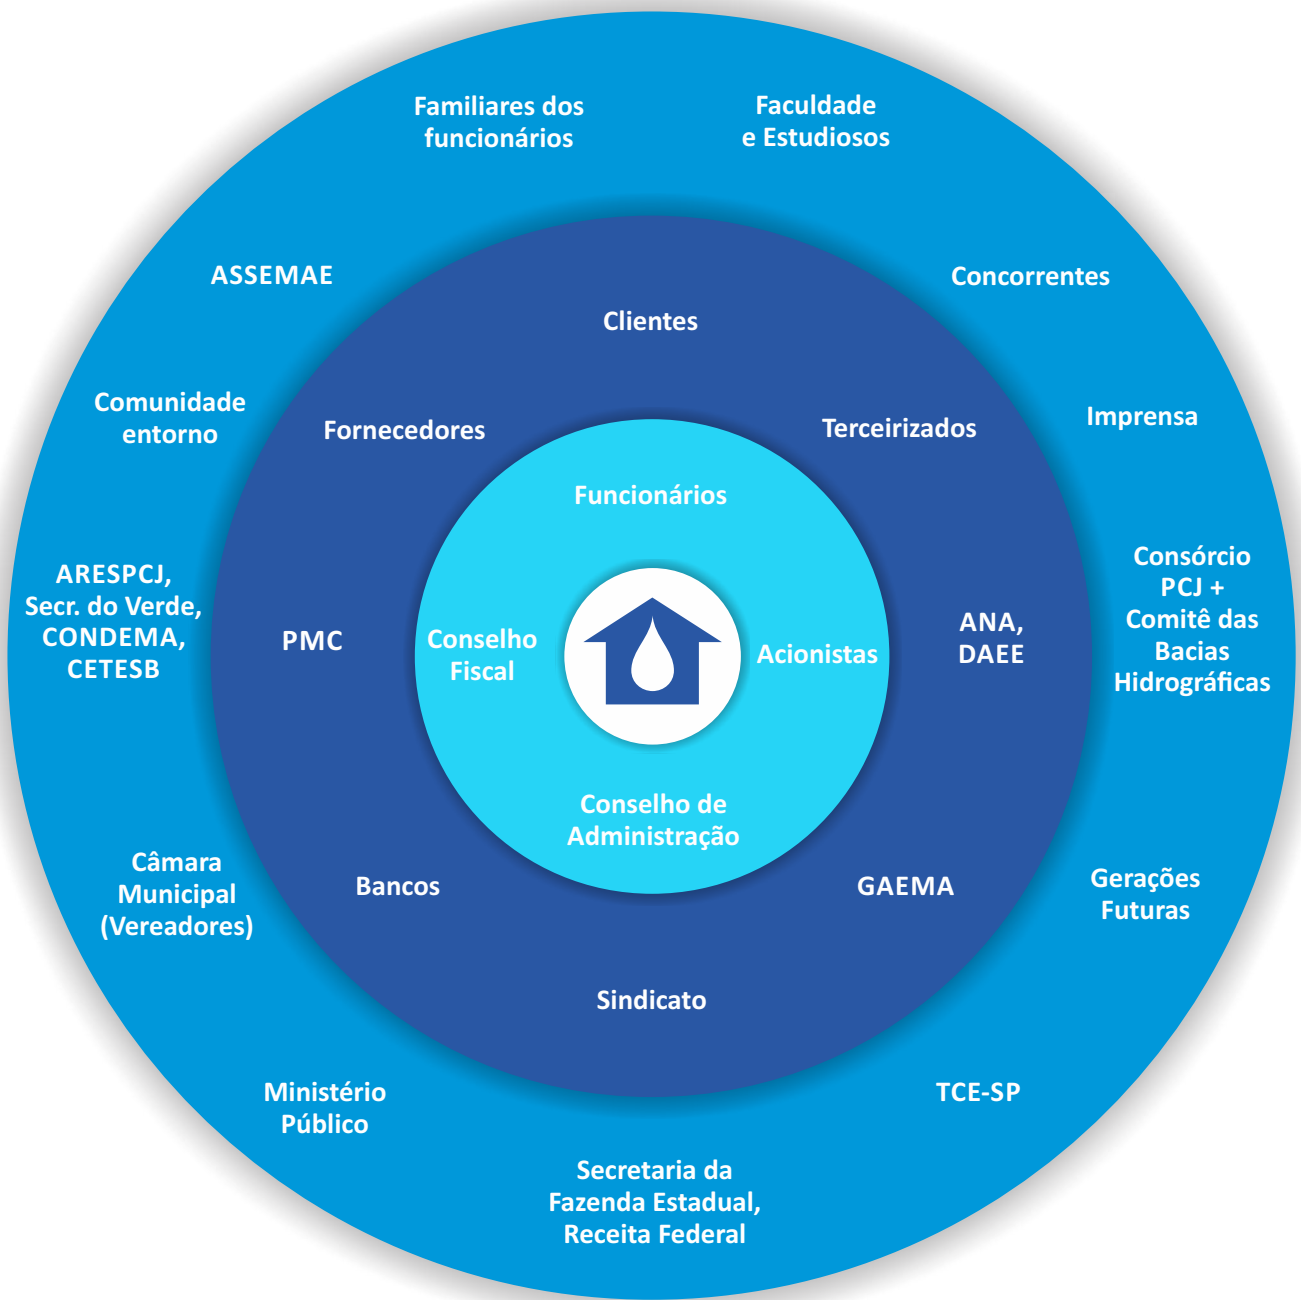 Familiares dos
funcionários
Faculdade
e Estudiosos
ASSEMAE
Concorrentes
Clientes
Comunidade
entorno
Fornecedores
Terceirizados
Imprensa
Funcionários
ARESPCJ,
Secr. do Verde,
CONDEMA,
CETESB
PMC
Conselho
Fiscal
Acionistas
ANA,
DAEE
Consórcio
PCJ +
Comitê das
Bacias
Hidrográficas
Conselho de
Administração
Câmara
Municipal
(Vereadores)
Bancos
GAEMA
Gerações
Futuras
Sindicato
Ministério
Público
TCE-SP
Secretaria da
Fazenda Estadual,
Receita Federal